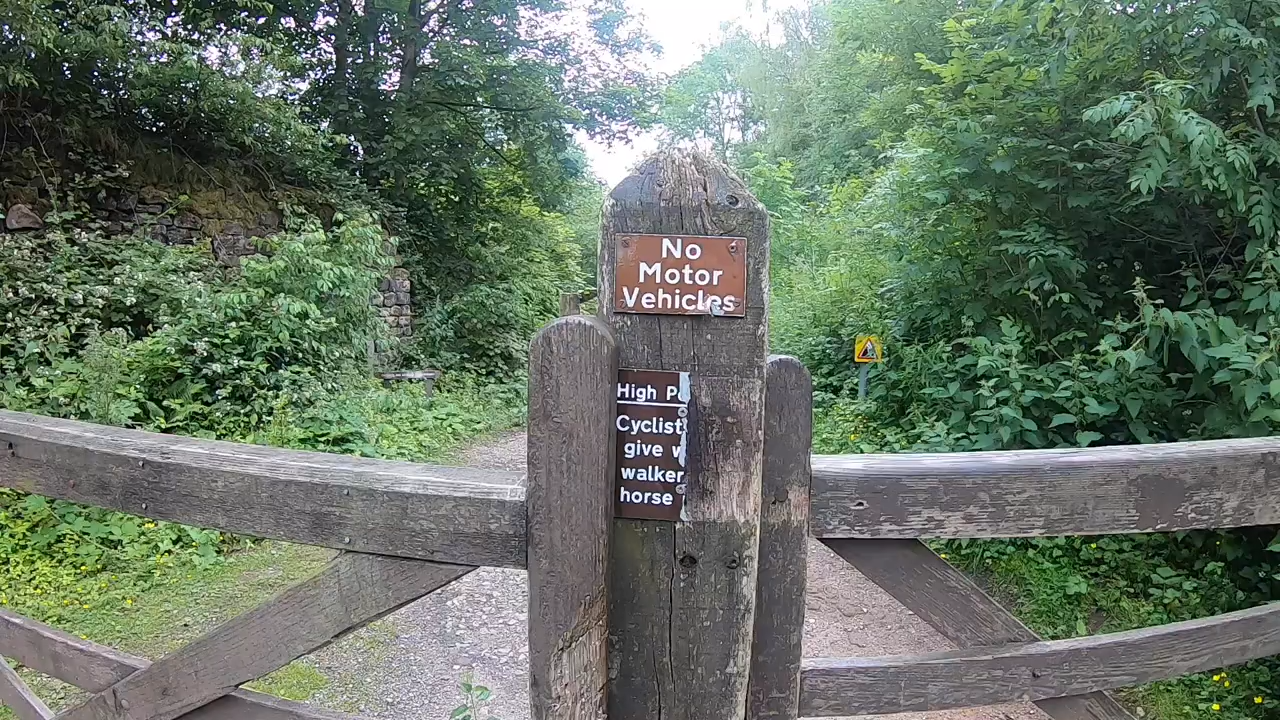 No
Motor
Vehicles
High P
Cyclist
give w
walker
horse